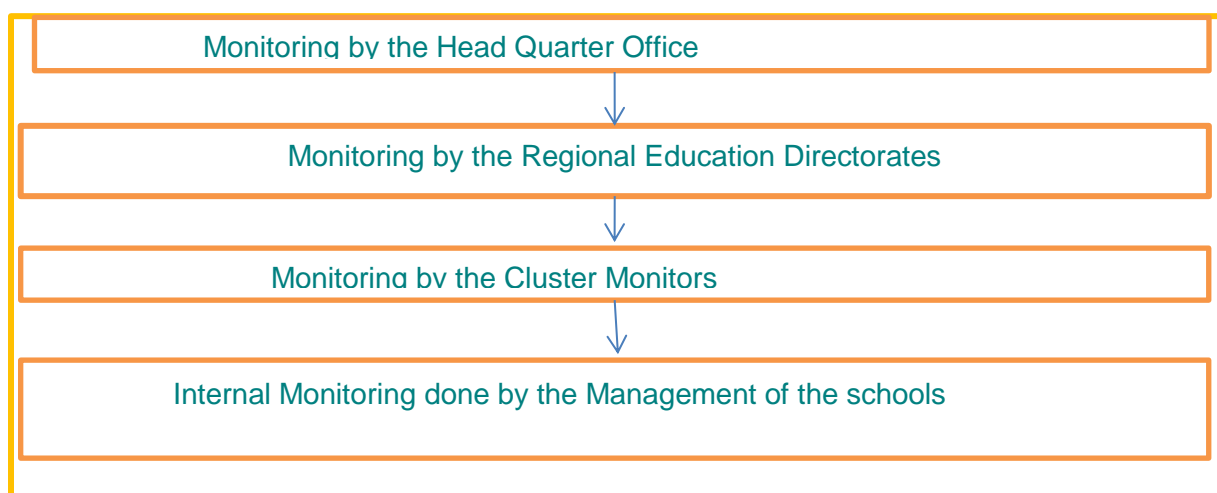 Monitoring by the Head Quarter Office
Monitoring by the Regional Education Directorates
Monitoring by the Cluster Monitors
Internal Monitoring done by the Management of the schools